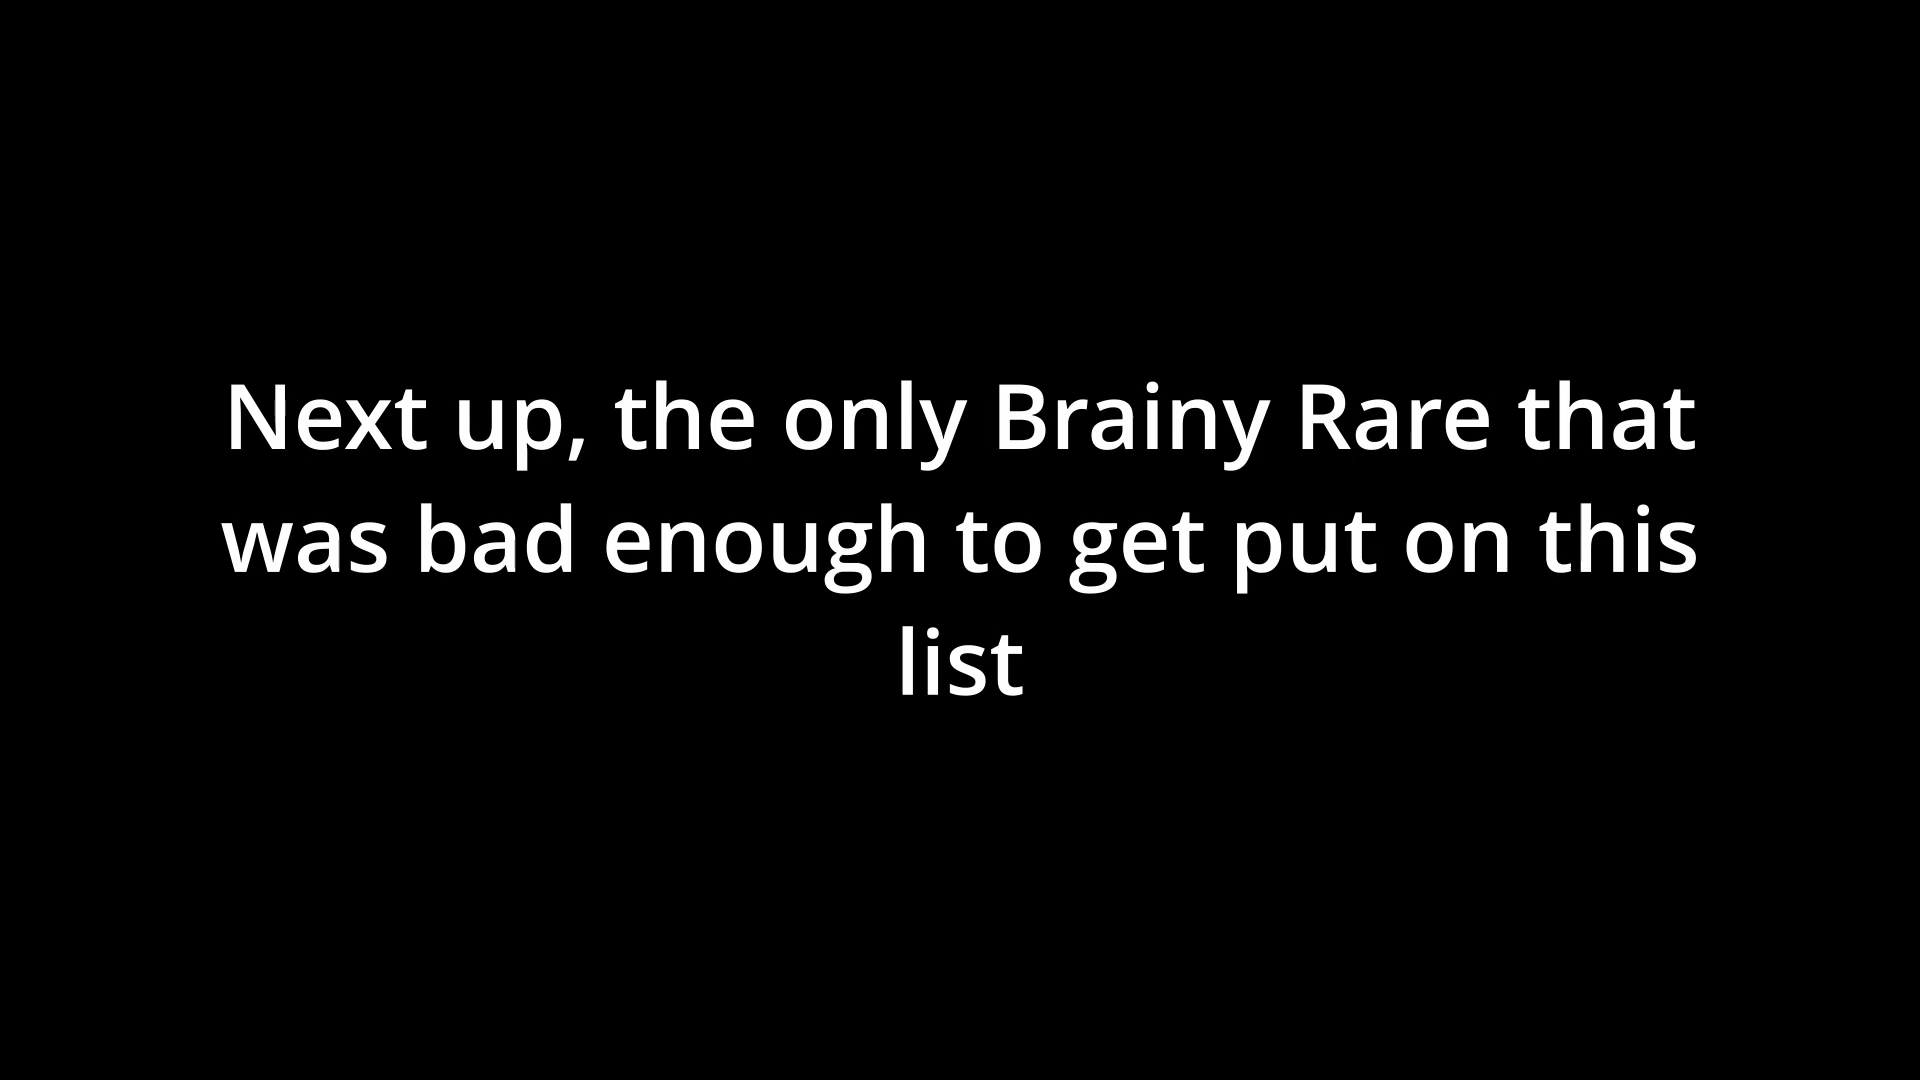 Next up, the only Brainy Rare that
was bad enough to get put on this
list